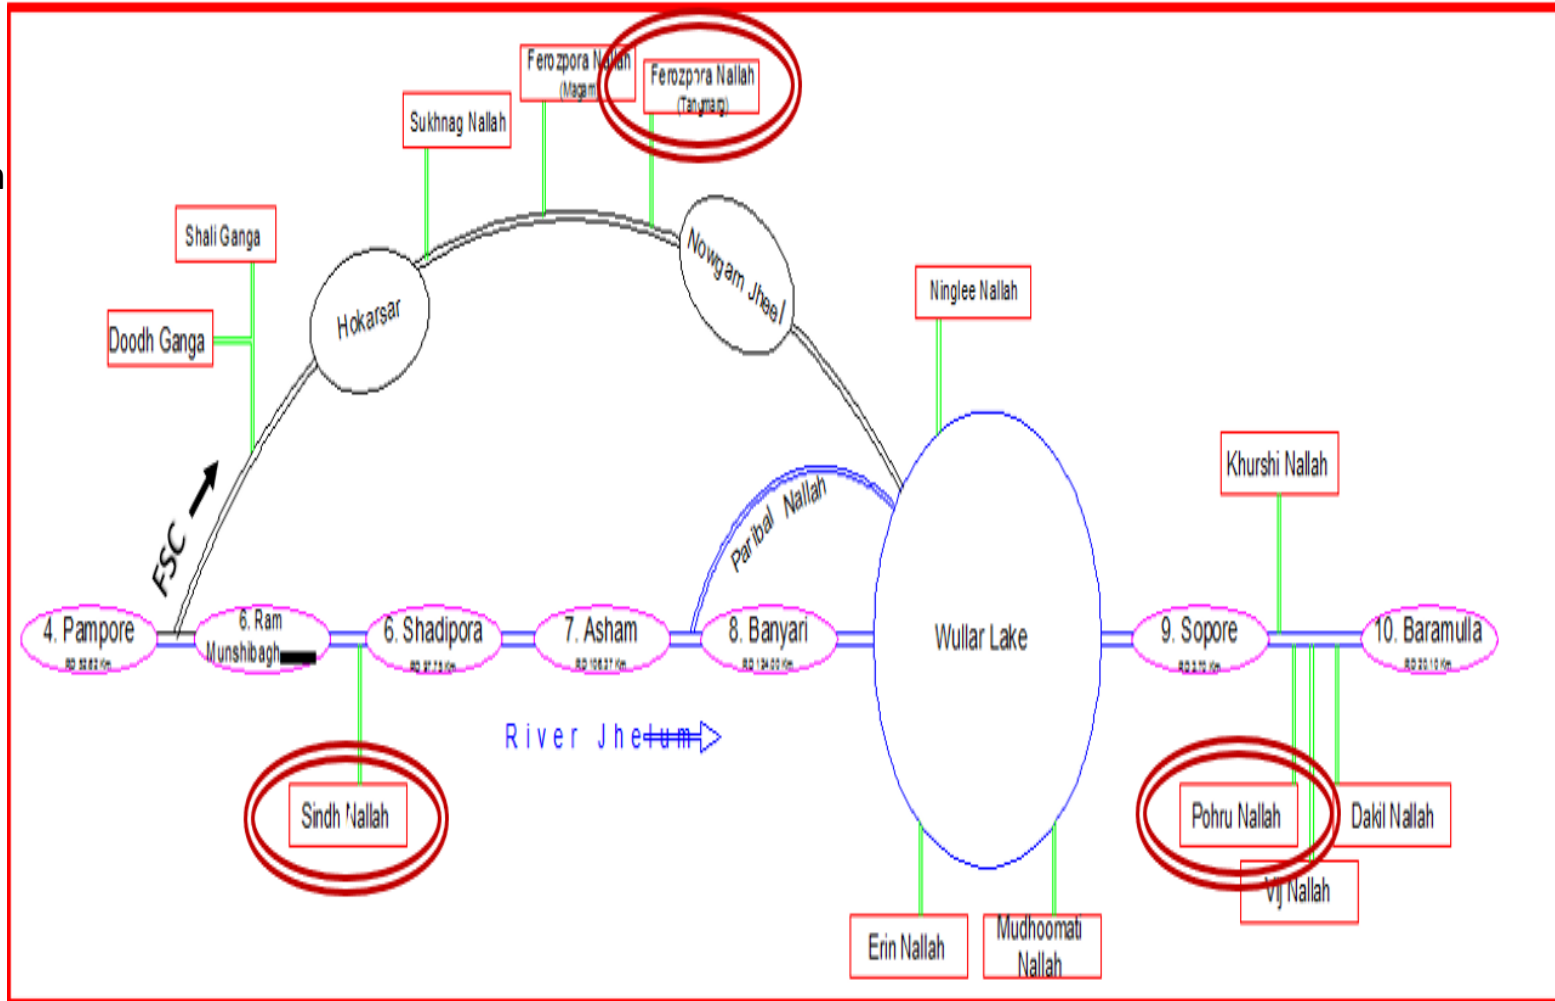 Ferozpora Nallah
(Magam)
Ferozpora Nallah
(Tangmarg)
Sukhnag Nallah
Shali Ganga
Doodh Ganga
Hokarsar
Nowgam Jheel
Ninglee Nallah
Khurshi Nallah
FSC
Paribal Nallah
4. Pampore
6. Ram
Munshibagh
6. Shadipora
7. Asham
8. Banyari
Wullar Lake
9. Sopore
10. Baramulla
River Jhelum
Sindh Nallah
Pohru Nallah
Dakil Nallah
Vij Nallah
Erin Nallah
Mudhoomati
Nallah